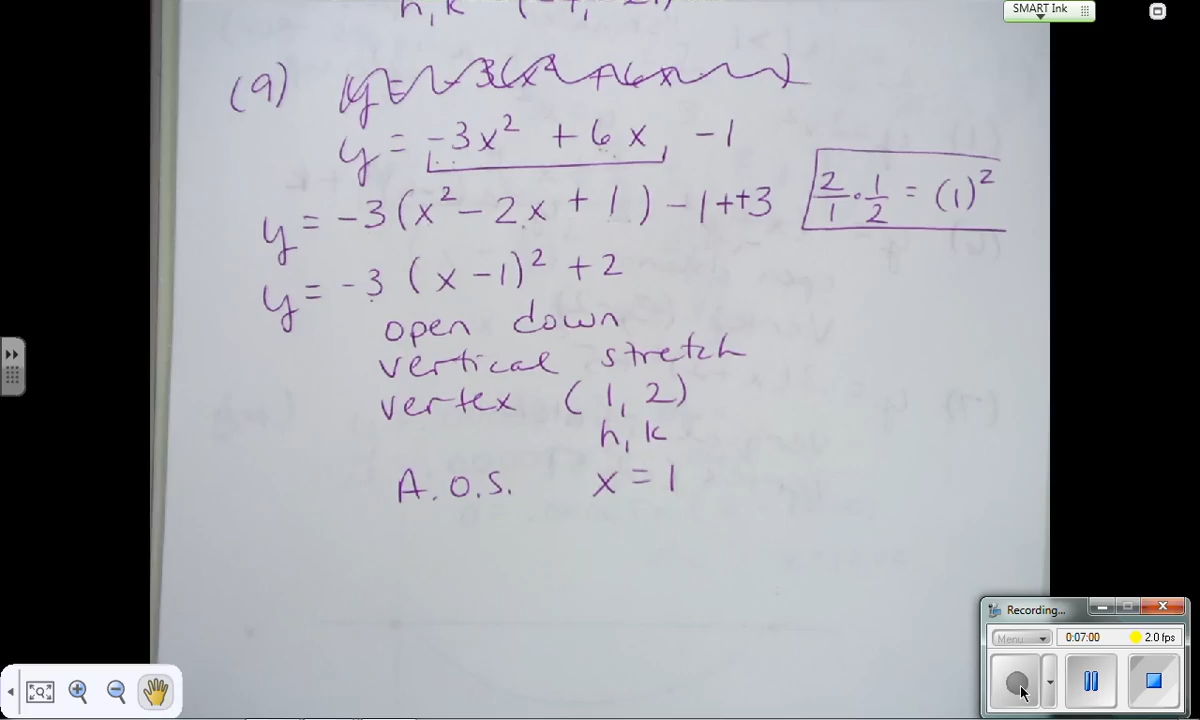 h, k
SMART Ink
(9)
y = -3x² + 6x, -1
y = -3(x² - 2x + 1) - 1 + +3
2/1 · 1/2 = (1)²
y = -3 (x - 1)² + 2
open down
vertical stretch
vertex (1, 2)
h, k
A.O.S. x = 1
Recording...
Menu
0:07:00
2.0 fps